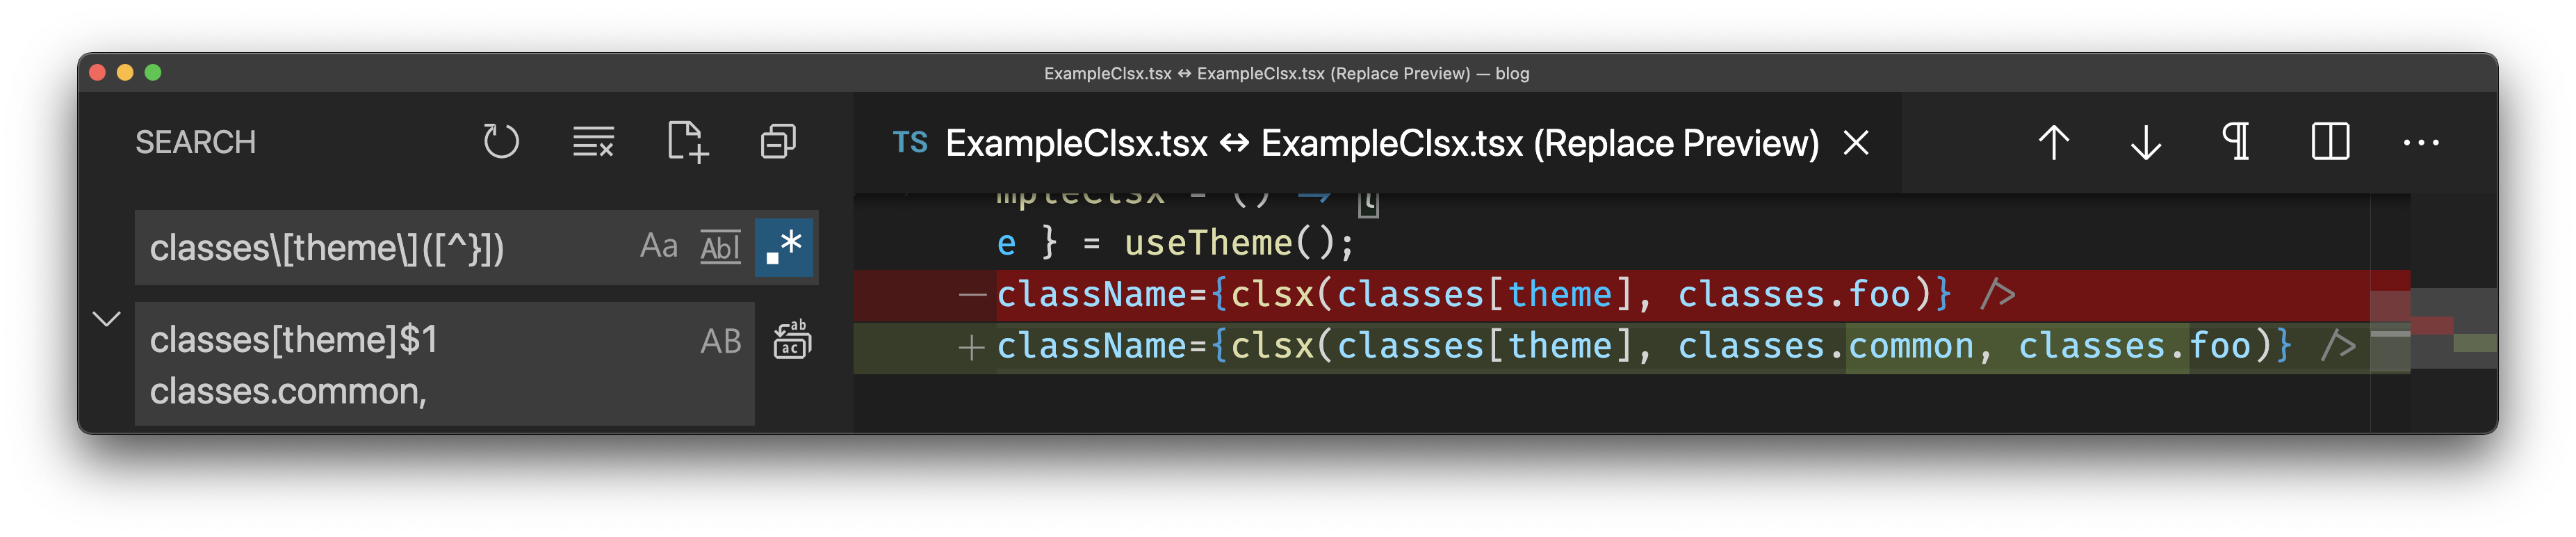 ExampleClsx.tsx ↔ ExampleClsx.tsx (Replace Preview) — blog
SEARCH
TS ExampleClsx.tsx ↔ ExampleClsx.tsx (Replace Preview)
classes\[theme\]([^}])
Aa Abl .*
classes[theme]$1
classes.common,
AB
mpleClsx = () => {
e } = useTheme();
— className={clsx(classes[theme], classes.foo)} />
+ className={clsx(classes[theme], classes.common, classes.foo)} />